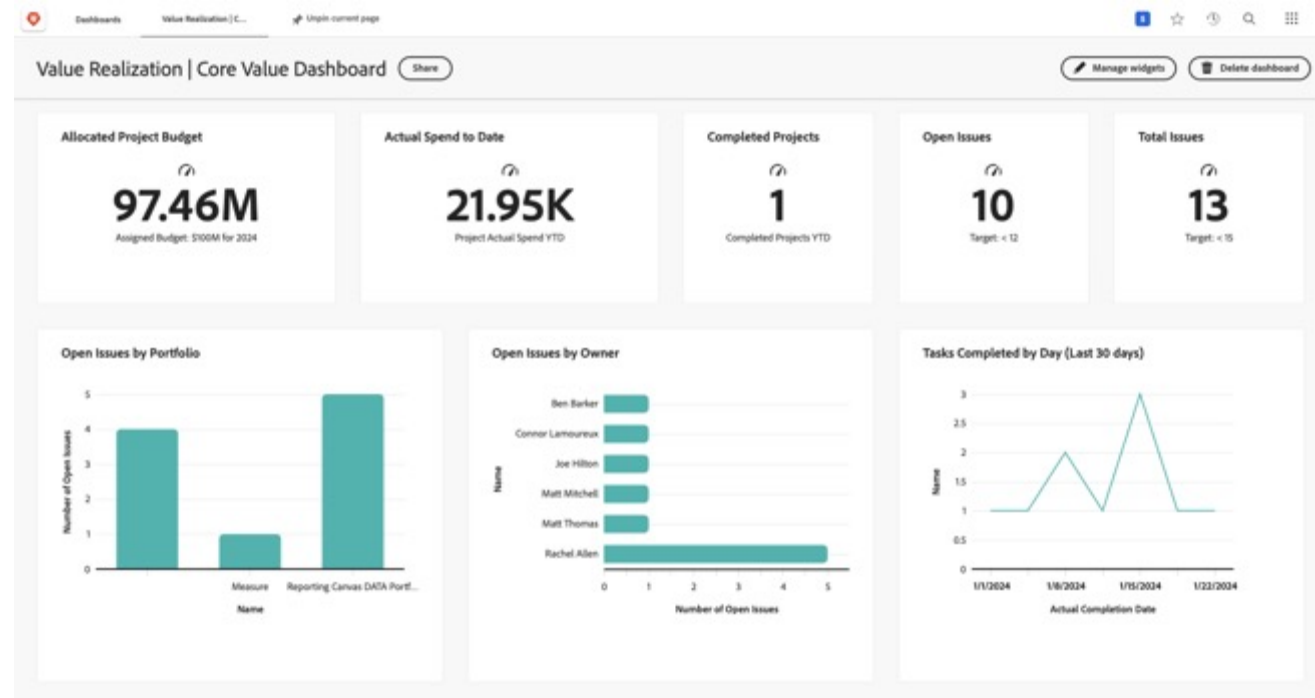 Dashboards
Value Realization | C...
Unpin current page
Value Realization | Core Value Dashboard
Share
Manage widgets
Delete dashboard
Allocated Project Budget
97.46M
Assigned Budget: $100M for 2024
Actual Spend to Date
21.95K
Project Actual Spend YTD
Completed Projects
1
Completed Projects YTD
Open Issues
10
Target: < 12
Total Issues
13
Target: < 15
Open Issues by Portfolio
5
4
3
2
1
0
Number of Open Issues
Measure
Reporting Canvas DATA Portf...
Name
Open Issues by Owner
Ben Barker
Connor Lamoureux
Joe Hilton
Matt Mitchell
Matt Thomas
Rachel Allen
Name
0 1 2 3 4 5
Number of Open Issues
Tasks Completed by Day (Last 30 days)
3
2.5
2
1.5
1
0.5
0
Name
1/1/2024 1/8/2024 1/15/2024 1/22/2024
Actual Completion Date